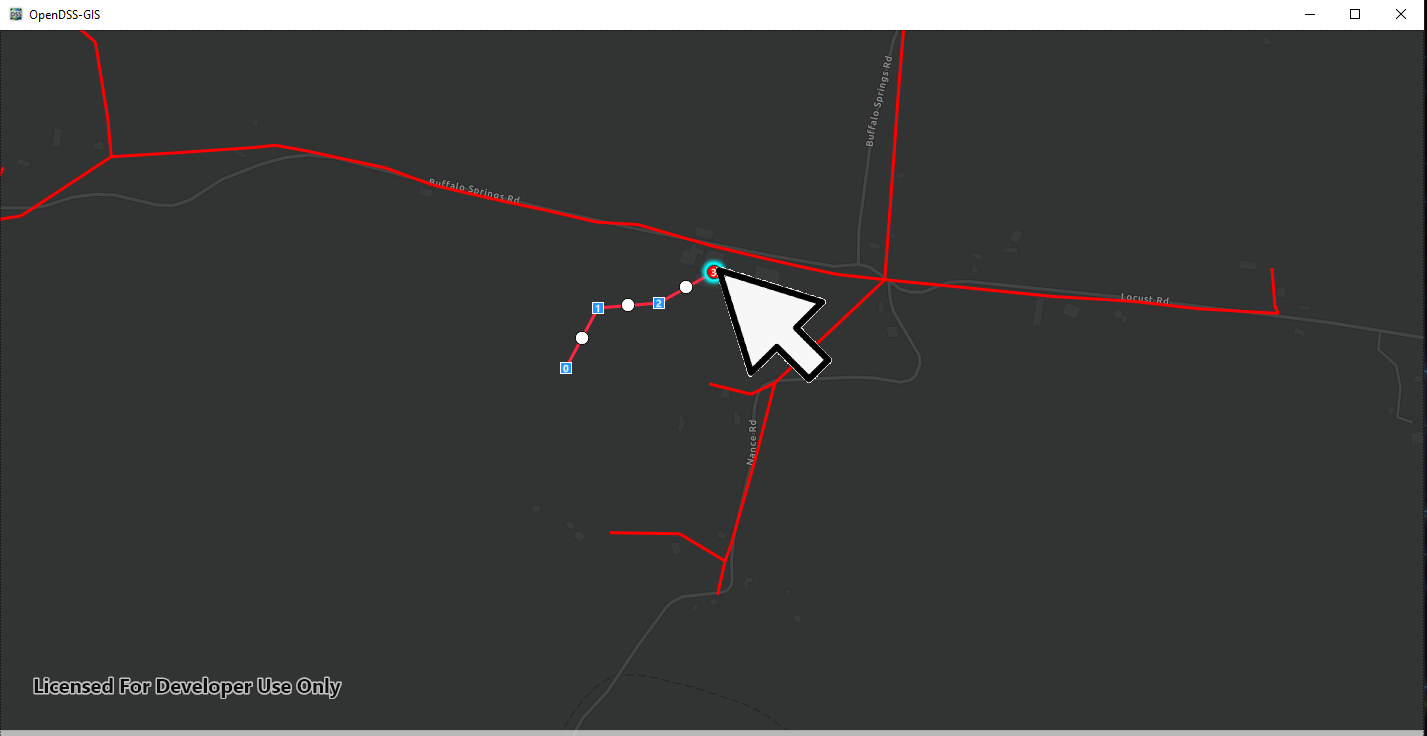 OpenDSS-GIS
Buffalo Springs Rd
Buffalo Springs Rd
Locust Rd
3
1
2
0
Nance Rd
Licensed For Developer Use Only